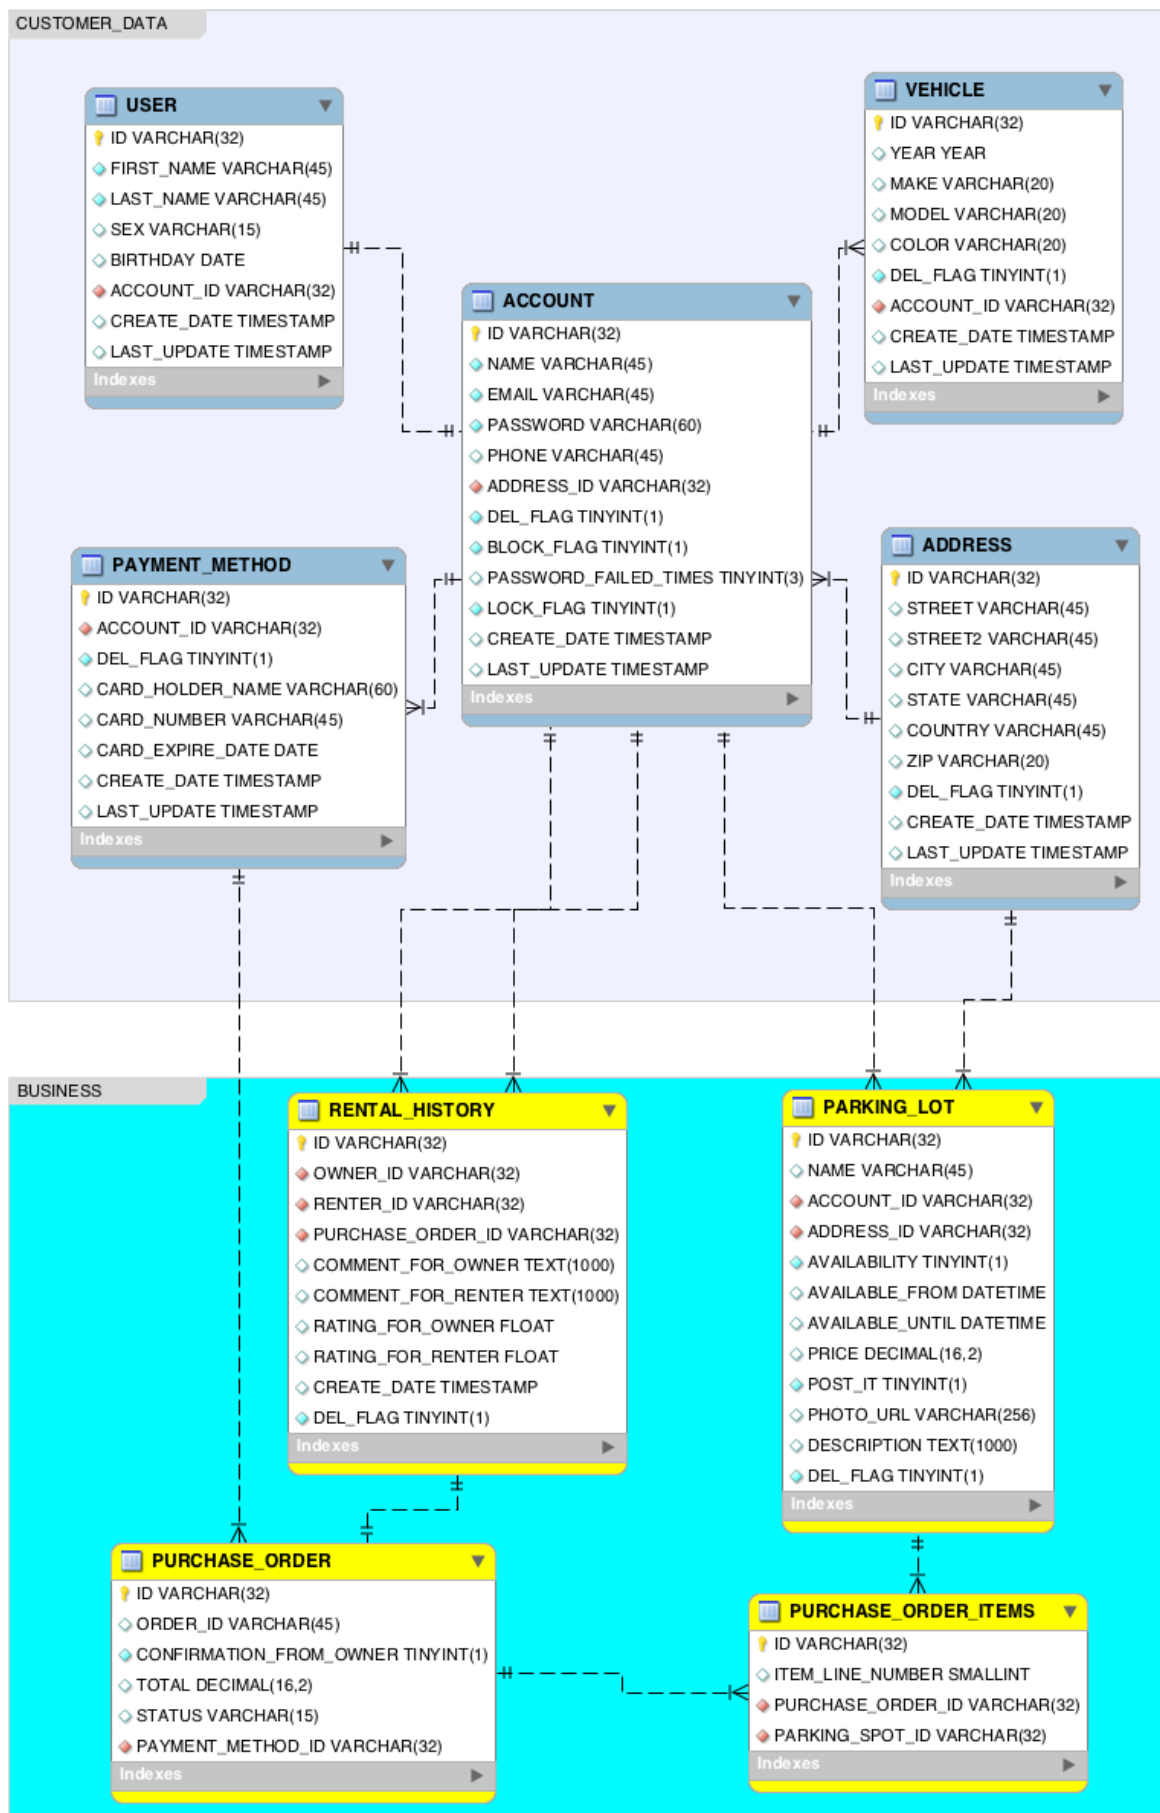 CUSTOMER_DATA
USER
ID VARCHAR(32)
FIRST_NAME VARCHAR(45)
LAST_NAME VARCHAR(45)
SEX VARCHAR(15)
BIRTHDAY DATE
ACCOUNT_ID VARCHAR(32)
CREATE_DATE TIMESTAMP
LAST_UPDATE TIMESTAMP
Indexes
VEHICLE
ID VARCHAR(32)
YEAR YEAR
MAKE VARCHAR(20)
MODEL VARCHAR(20)
COLOR VARCHAR(20)
DEL_FLAG TINYINT(1)
ACCOUNT_ID VARCHAR(32)
CREATE_DATE TIMESTAMP
LAST_UPDATE TIMESTAMP
Indexes
ACCOUNT
ID VARCHAR(32)
NAME VARCHAR(45)
EMAIL VARCHAR(45)
PASSWORD VARCHAR(60)
PHONE VARCHAR(45)
ADDRESS_ID VARCHAR(32)
DEL_FLAG TINYINT(1)
BLOCK_FLAG TINYINT(1)
PASSWORD_FAILED_TIMES TINYINT(3)
LOCK_FLAG TINYINT(1)
CREATE_DATE TIMESTAMP
LAST_UPDATE TIMESTAMP
Indexes
PAYMENT_METHOD
ID VARCHAR(32)
ACCOUNT_ID VARCHAR(32)
DEL_FLAG TINYINT(1)
CARD_HOLDER_NAME VARCHAR(60)
CARD_NUMBER VARCHAR(45)
CARD_EXPIRE_DATE DATE
CREATE_DATE TIMESTAMP
LAST_UPDATE TIMESTAMP
Indexes
ADDRESS
ID VARCHAR(32)
STREET VARCHAR(45)
STREET2 VARCHAR(45)
CITY VARCHAR(45)
STATE VARCHAR(45)
COUNTRY VARCHAR(45)
ZIP VARCHAR(20)
DEL_FLAG TINYINT(1)
CREATE_DATE TIMESTAMP
LAST_UPDATE TIMESTAMP
Indexes
BUSINESS
RENTAL_HISTORY
ID VARCHAR(32)
OWNER_ID VARCHAR(32)
RENTER_ID VARCHAR(32)
PURCHASE_ORDER_ID VARCHAR(32)
COMMENT_FOR_OWNER TEXT(1000)
COMMENT_FOR_RENTER TEXT(1000)
RATING_FOR_OWNER FLOAT
RATING_FOR_RENTER FLOAT
CREATE_DATE TIMESTAMP
DEL_FLAG TINYINT(1)
Indexes
PARKING_LOT
ID VARCHAR(32)
NAME VARCHAR(45)
ACCOUNT_ID VARCHAR(32)
ADDRESS_ID VARCHAR(32)
AVAILABILITY TINYINT(1)
AVAILABLE_FROM DATETIME
AVAILABLE_UNTIL DATETIME
PRICE DECIMAL(16,2)
POST_IT TINYINT(1)
PHOTO_URL VARCHAR(256)
DESCRIPTION TEXT(1000)
DEL_FLAG TINYINT(1)
Indexes
PURCHASE_ORDER
ID VARCHAR(32)
ORDER_ID VARCHAR(45)
CONFIRMATION_FROM_OWNER TINYINT(1)
TOTAL DECIMAL(16,2)
STATUS VARCHAR(15)
PAYMENT_METHOD_ID VARCHAR(32)
Indexes
PURCHASE_ORDER_ITEMS
ID VARCHAR(32)
ITEM_LINE_NUMBER SMALLINT
PURCHASE_ORDER_ID VARCHAR(32)
PARKING_SPOT_ID VARCHAR(32)
Indexes